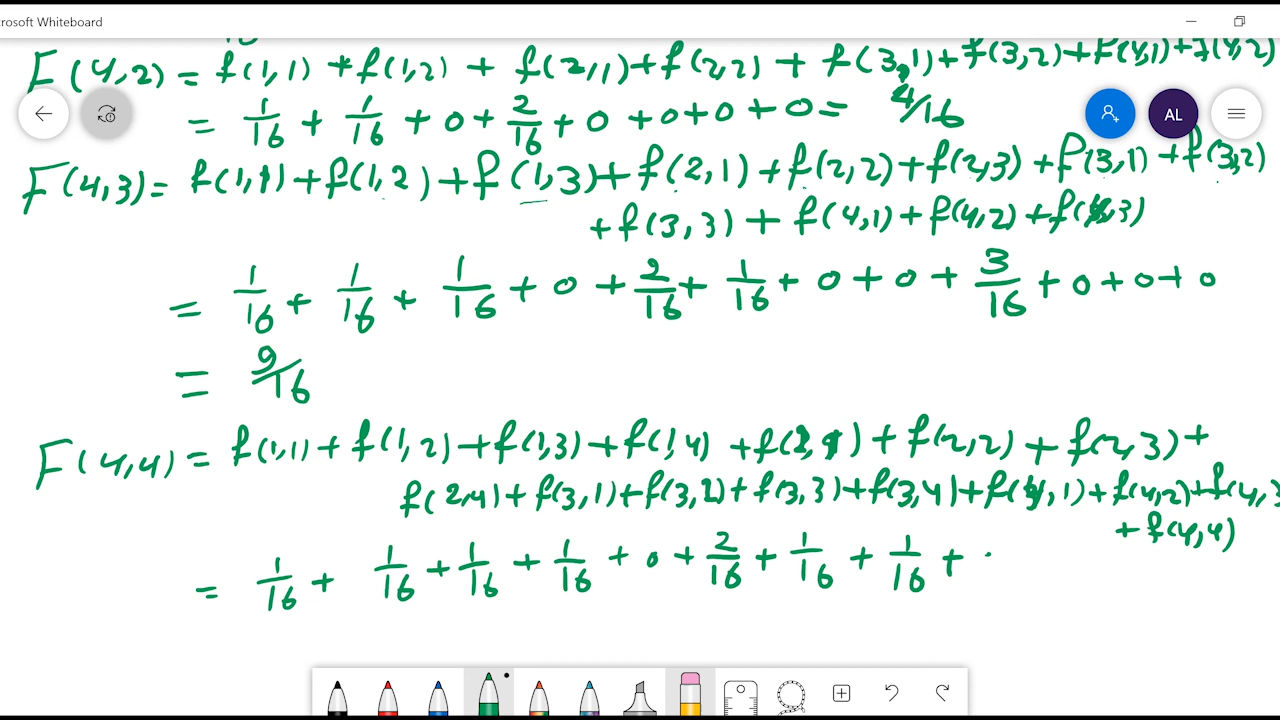 crosoft Whiteboard
F(4,2) = f(1,1) + f(1,2) + f(2,1) + f(2,2) + f(3,1) + f(3,2) + f(4,1) + f(4,2)
= 1/16 + 1/16 + 0 + 2/16 + 0 + 0 + 0 + 0 = 4/16
AL
F(4,3) = f(1,1) + f(1,2) + f(1,3) + f(2,1) + f(2,2) + f(2,3) + f(3,1) + f(3,2)
+ f(3,3) + f(4,1) + f(4,2) + f(4,3)
= 1/16 + 1/16 + 1/16 + 0 + 2/16 + 1/16 + 0 + 0 + 3/16 + 0 + 0 + 0
= 9/16
F(4,4) = f(1,1) + f(1,2) + f(1,3) + f(1,4) + f(2,1) + f(2,2) + f(2,3) +
f(2,4) + f(3,1) + f(3,2) + f(3,3) + f(3,4) + f(4,1) + f(4,2) + f(4,3
+ f(4,4)
= 1/16 + 1/16 + 1/16 + 1/16 + 0 + 2/16 + 1/16 + 1/16 +